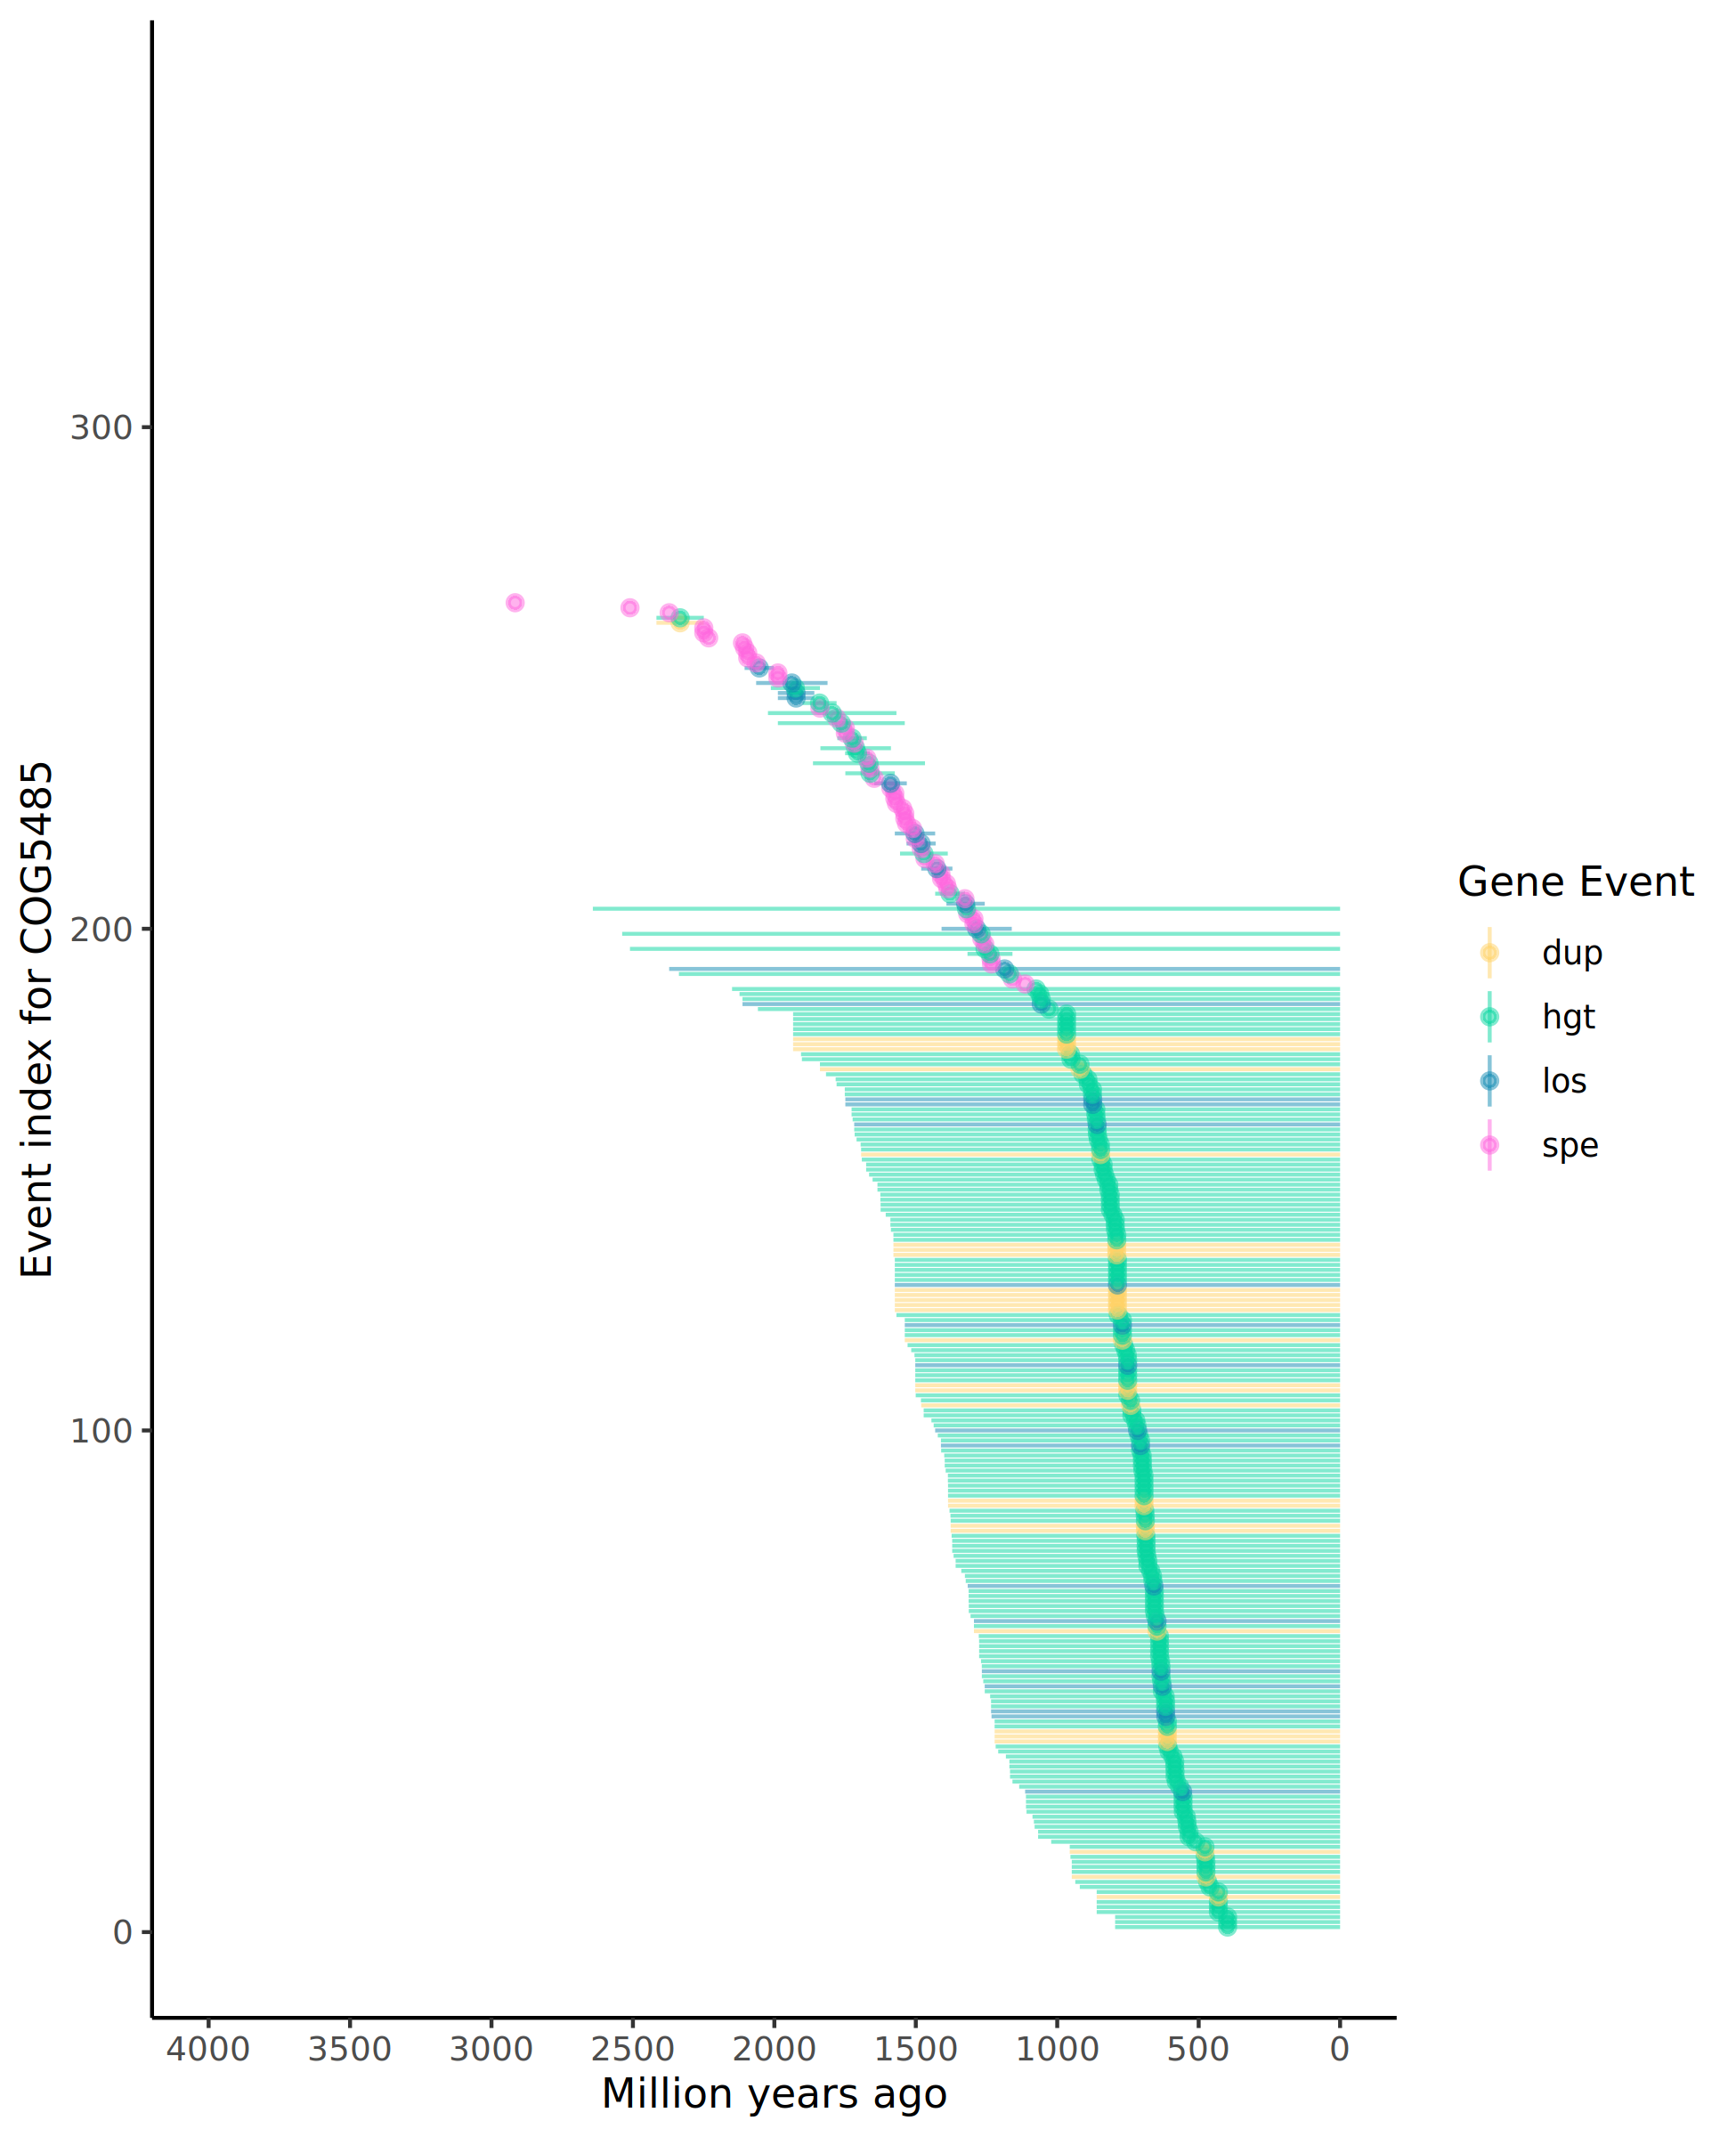 Event index for COG5485
300
200
100
0
4000 3500 3000 2500 2000 1500 1000 500 0
Million years ago
Gene Event
dup
hgt
los
spe